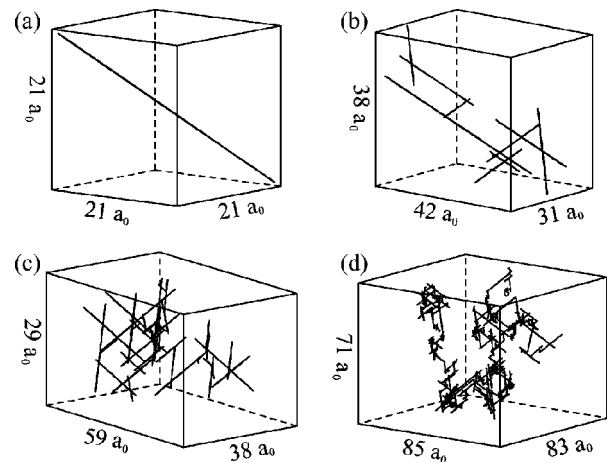 (a)
21 a₀
21 a₀
21 a₀
(b)
38 a₀
42 a₀
31 a₀
(c)
29 a₀
59 a₀
38 a₀
(d)
71 a₀
85 a₀
83 a₀